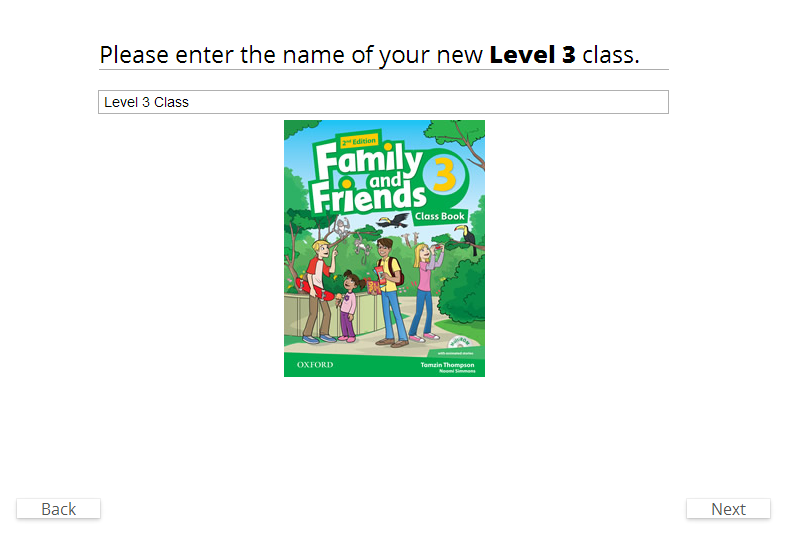 Please enter the name of your new Level 3 class.
Level 3 Class
2nd Edition
Family
and
Friends
3
Class Book
with animated stories
OXFORD
Tamzin Thompson
Naomi Simmons
Back
Next